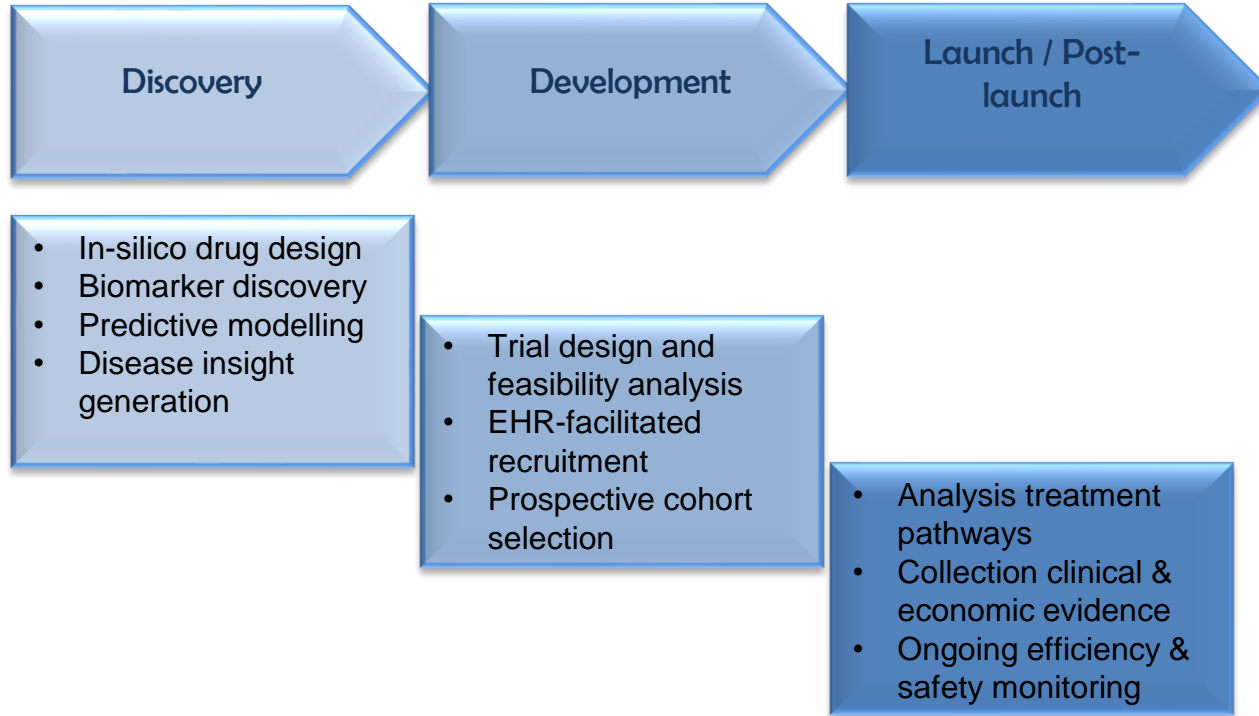 Discovery
Development
Launch / Post-
launch
• In-silico drug design
• Biomarker discovery
• Predictive modelling
• Disease insight
generation
• Trial design and
feasibility analysis
• EHR-facilitated
recruitment
• Prospective cohort
selection
• Analysis treatment
pathways
• Collection clinical &
economic evidence
• Ongoing efficiency &
safety monitoring